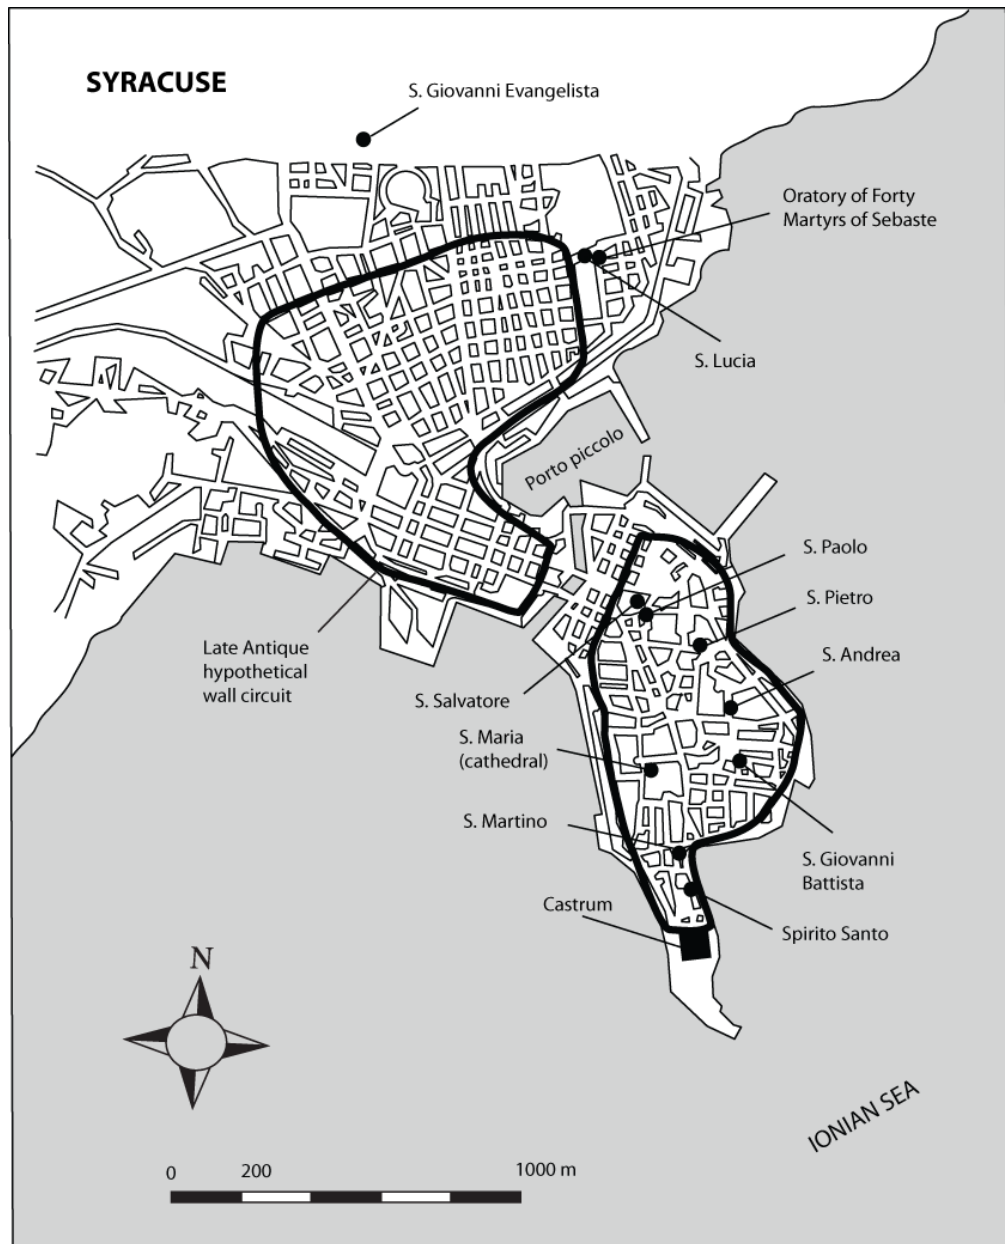 SYRACUSE
S. Giovanni Evangelista
Oratory of Forty
Martyrs of Sebaste
S. Lucia
Porto piccolo
S. Paolo
S. Pietro
S. Andrea
Late Antique
hypothetical
wall circuit
S. Salvatore
S. Maria
(cathedral)
S. Martino
S. Giovanni
Battista
Castrum
Spirito Santo
N
IONIAN SEA
0 200 1000 m